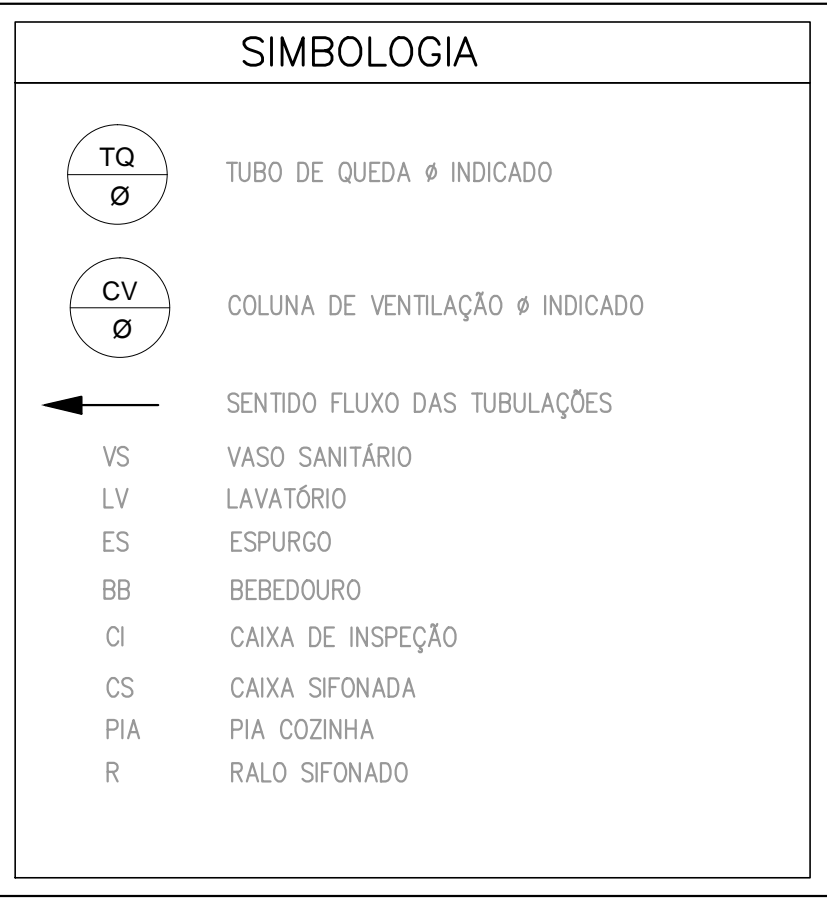 SIMBOLOGIA
TQ
Ø
TUBO DE QUEDA Ø INDICADO
CV
Ø
COLUNA DE VENTILAÇÃO Ø INDICADO
SENTIDO FLUXO DAS TUBULAÇÕES
VS VASO SANITÁRIO
LV LAVATÓRIO
ES ESPURGO
BB BEBEDOURO
CI CAIXA DE INSPEÇÃO
CS CAIXA SIFONADA
PIA PIA COZINHA
R RALO SIFONADO